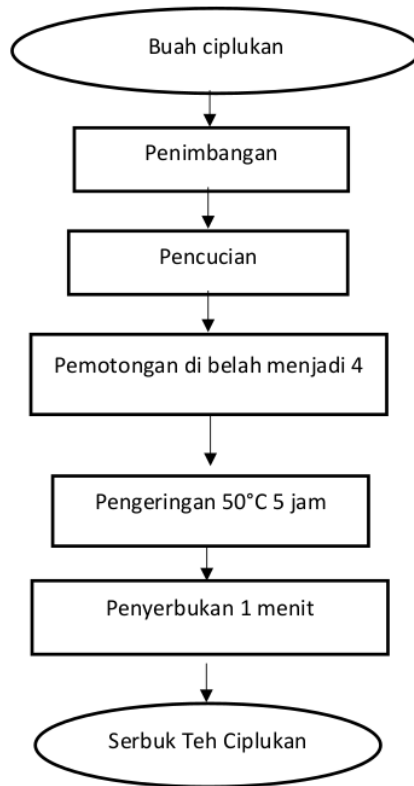 Buah ciplukan
Penimbangan
Pencucian
Pemotongan di belah menjadi 4
Pengeringan 50°C 5 jam
Penyerbukan 1 menit
Serbuk Teh Ciplukan